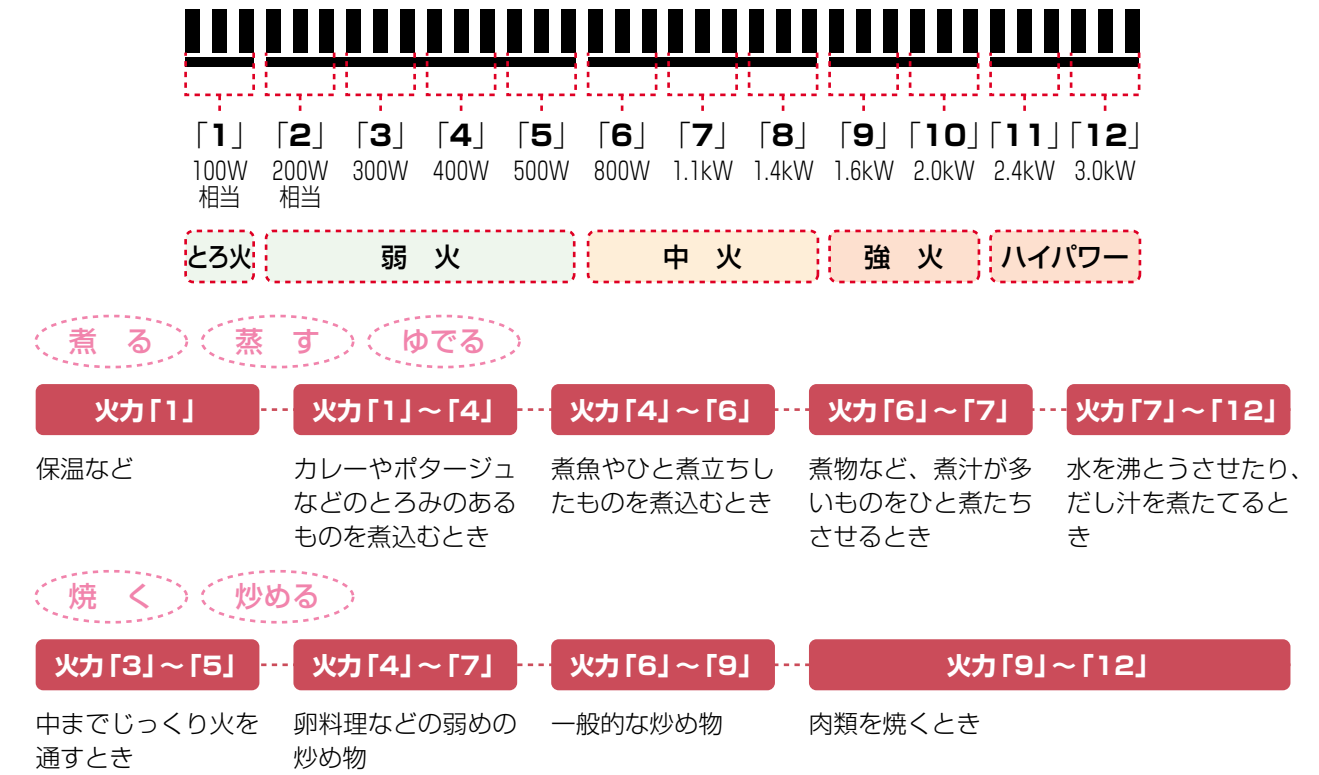 「1」 「2」 「3」 「4」 「5」 「6」 「7」 「8」 「9」 「10」 「11」 「12」
100W 200W 300W 400W 500W 800W 1.1kW 1.4kW 1.6kW 2.0kW 2.4kW 3.0kW
相当 相当
とろ火 弱 火 中 火 強 火 ハイパワー
煮 る 蒸 す ゆでる
火力「1」 火力「1」～「4」 火力「4」～「6」 火力「6」～「7」 火力「7」～「12」
保温など
カレーやポタージュ
などのとろみのある
ものを煮込むとき
煮魚やひと煮立ちし
たものを煮込むとき
煮物など、煮汁が多
いものをひと煮たち
させるとき
水を沸とうさせたり、
だし汁を煮たてると
き
焼 く 炒める
火力「3」～「5」 火力「4」～「7」 火力「6」～「9」 火力「9」～「12」
中までじっくり火を
通すとき
卵料理などの弱めの
炒め物
一般的な炒め物
肉類を焼くとき